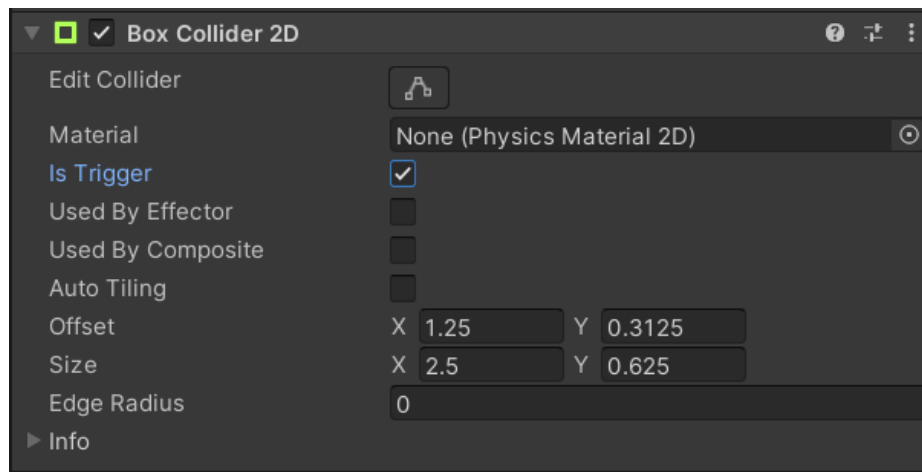 Box Collider 2D
Edit Collider
Material None (Physics Material 2D)
Is Trigger
Used By Effector
Used By Composite
Auto Tiling
Offset X 1.25 Y 0.3125
Size X 2.5 Y 0.625
Edge Radius 0
Info